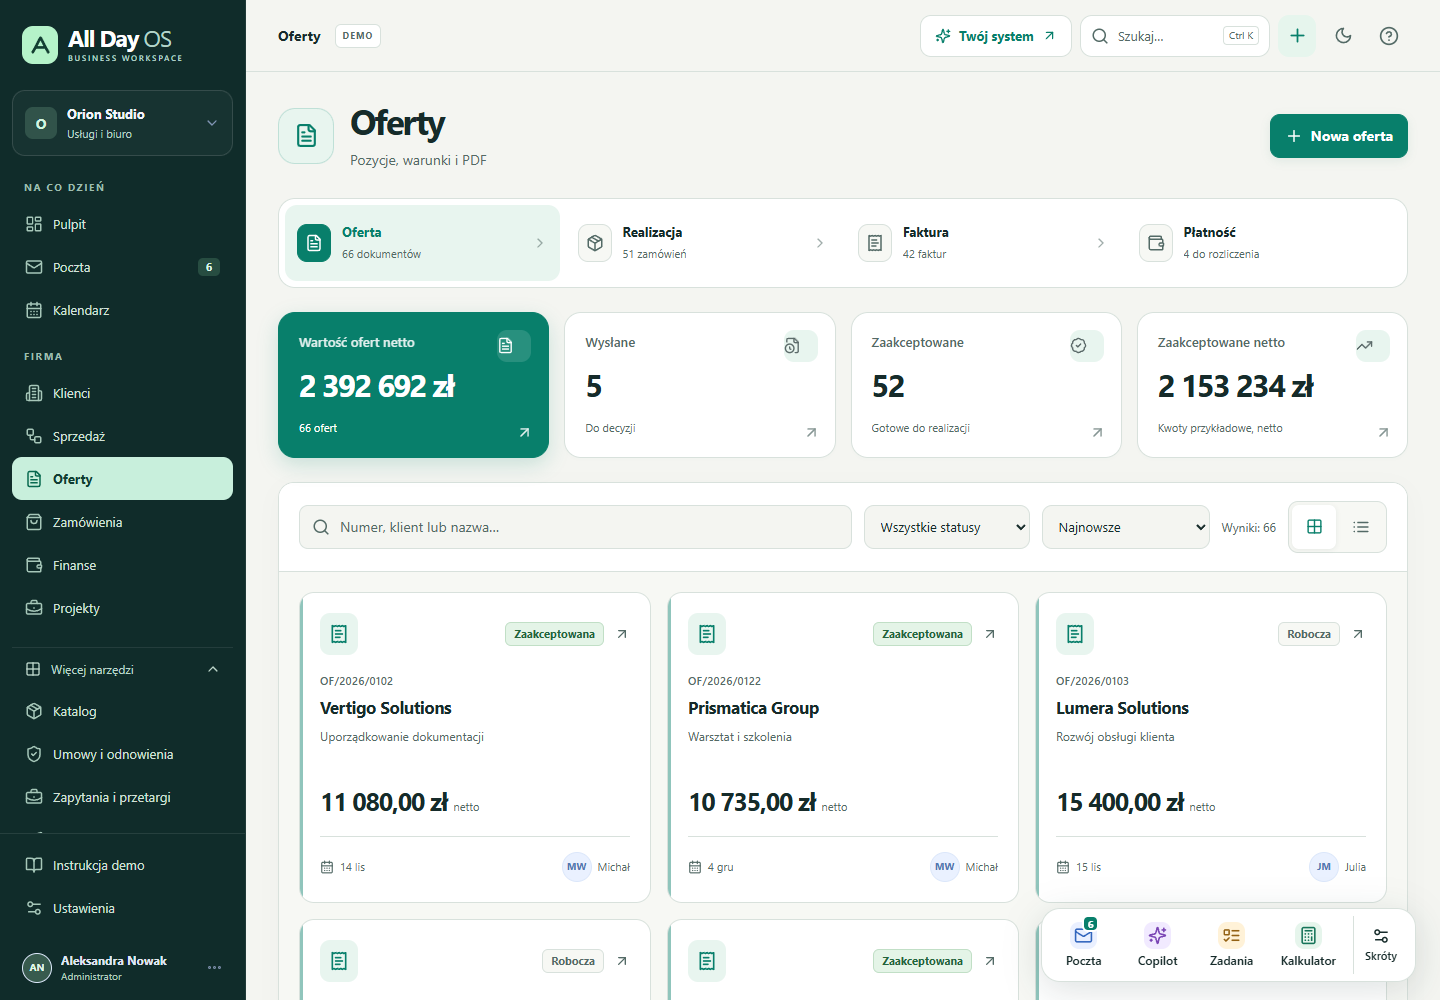 All Day OS
BUSINESS WORKSPACE
O
Orion Studio
Usługi i biuro
NA CO DZIEŃ
Pulpit
Poczta
6
Kalendarz
FIRMA
Klienci
Sprzedaż
Oferty
Zamówienia
Finanse
Projekty
Więcej narzędzi
Katalog
Umowy i odnowienia
Zapytania i przetargi
Instrukcja demo
Ustawienia
AN
Aleksandra Nowak
Administrator
Oferty
DEMO
Twój system
Szukaj...
Ctrl K
Oferty
Pozycje, warunki i PDF
Nowa oferta
Oferta
66 dokumentów
Realizacja
51 zamówień
Faktura
42 faktur
Płatność
4 do rozliczenia
Wartość ofert netto
2 392 692 zł
66 ofert
Wysłane
5
Do decyzji
Zaakceptowane
52
Gotowe do realizacji
Zaakceptowane netto
2 153 234 zł
Kwoty przykładowe, netto
Numer, klient lub nazwa...
Wszystkie statusy
Najnowsze
Wyniki: 66
Zaakceptowana
OF/2026/0102
Vertigo Solutions
Uporządkowanie dokumentacji
11 080,00 zł netto
14 lis
MW
Michał
Zaakceptowana
OF/2026/0122
Prismatica Group
Warsztat i szkolenia
10 735,00 zł netto
4 gru
MW
Michał
Robocza
OF/2026/0103
Lumera Solutions
Rozwój obsługi klienta
15 400,00 zł netto
15 lis
JM
Julia
Robocza
Zaakceptowana
6
Poczta
Copilot
Zadania
Kalkulator
Skróty